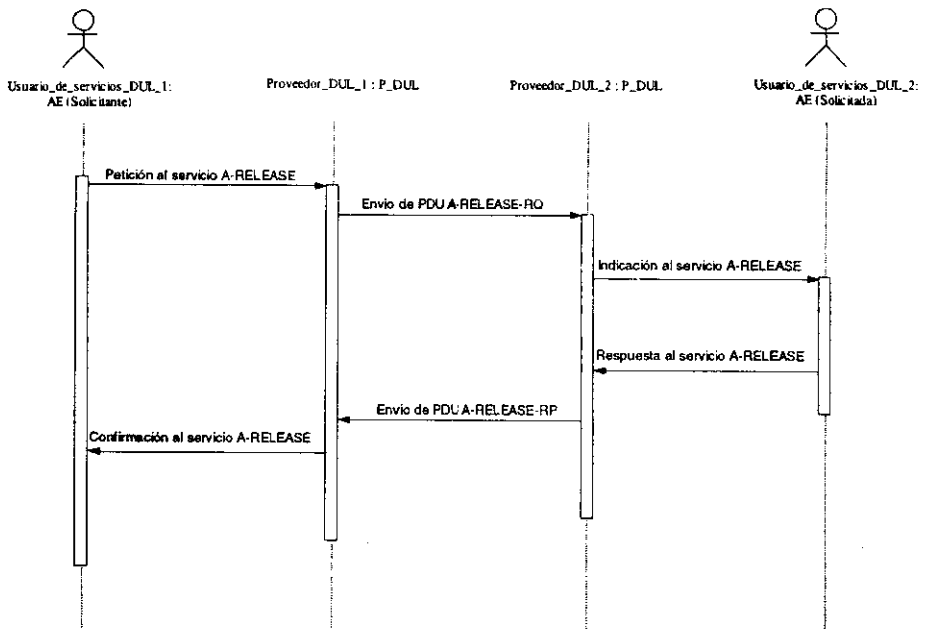 Usuario_de_servicios_DUL_1:
AE (Solicitante)
Proveedor_DUL_1 : P_DUL
Proveedor_DUL_2 : P_DUL
Usuario_de_servicios_DUL_2:
AE (Solicitada)
Petición al servicio A-RELEASE
Envío de PDU A-RELEASE-RQ
Indicación al servicio A-RELEASE
Respuesta al servicio A-RELEASE
Envío de PDU A-RELEASE-RP
Confirmación al servicio A-RELEASE